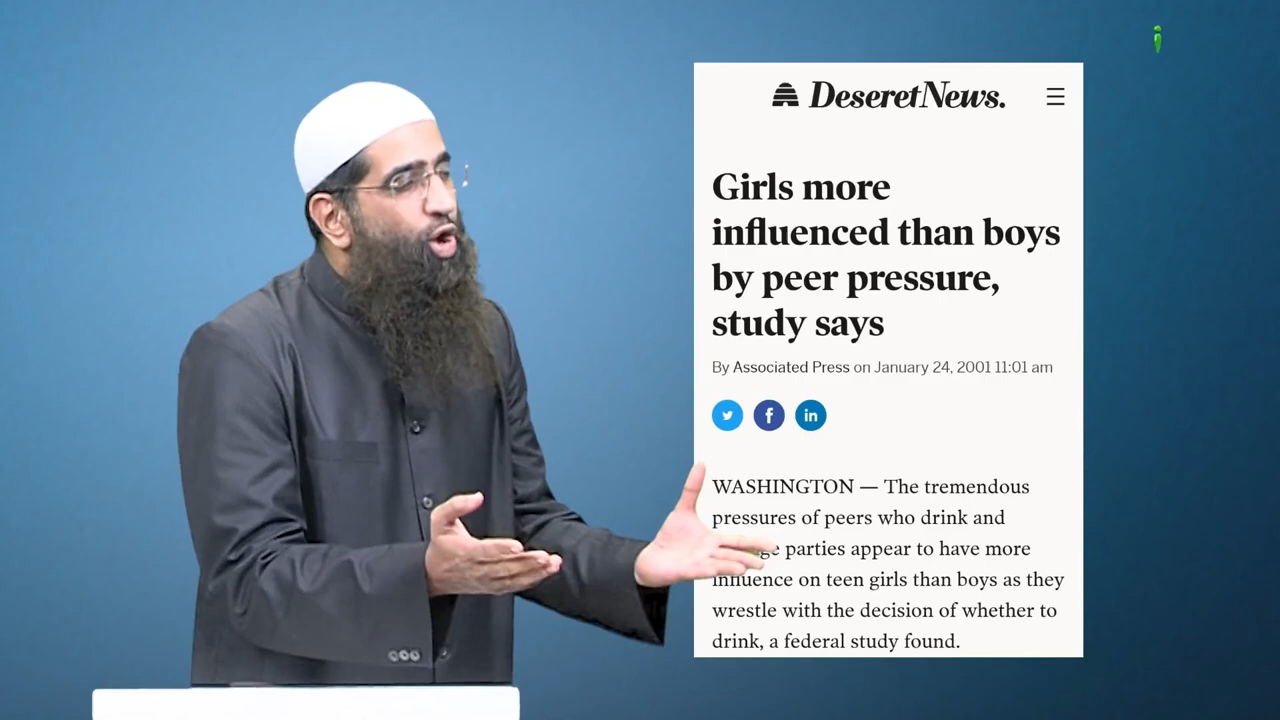 Deseret News.
Girls more
influenced than boys
by peer pressure,
study says
By Associated Press on January 24, 2001 11:01 am
WASHINGTON — The tremendous
pressures of peers who drink and
parties appear to have more
influence on teen girls than boys as they
wrestle with the decision of whether to
drink, a federal study found.